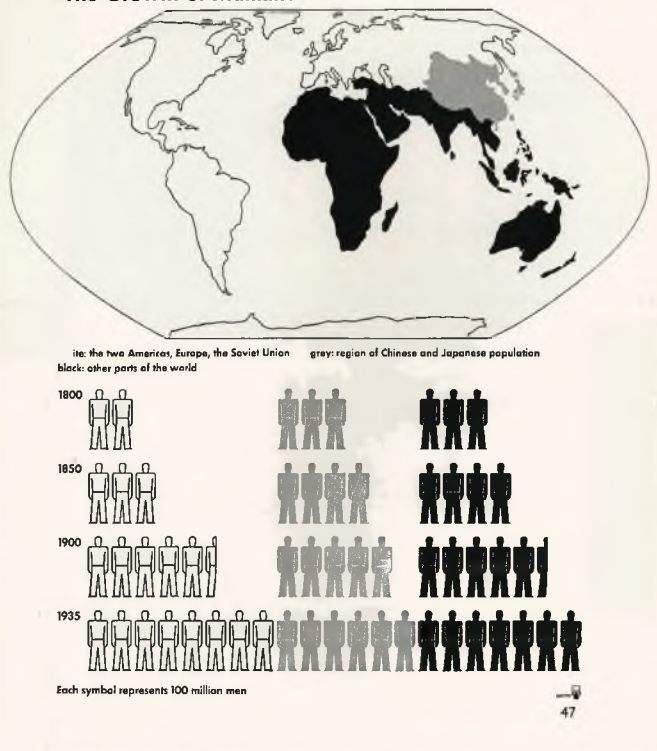 ite: the two Americas, Europe, the Soviet Union grey: region of Chinese and Japanese population
black: other parts of the world
1800
1850
1900
1935
Each symbol represents 100 million men
47